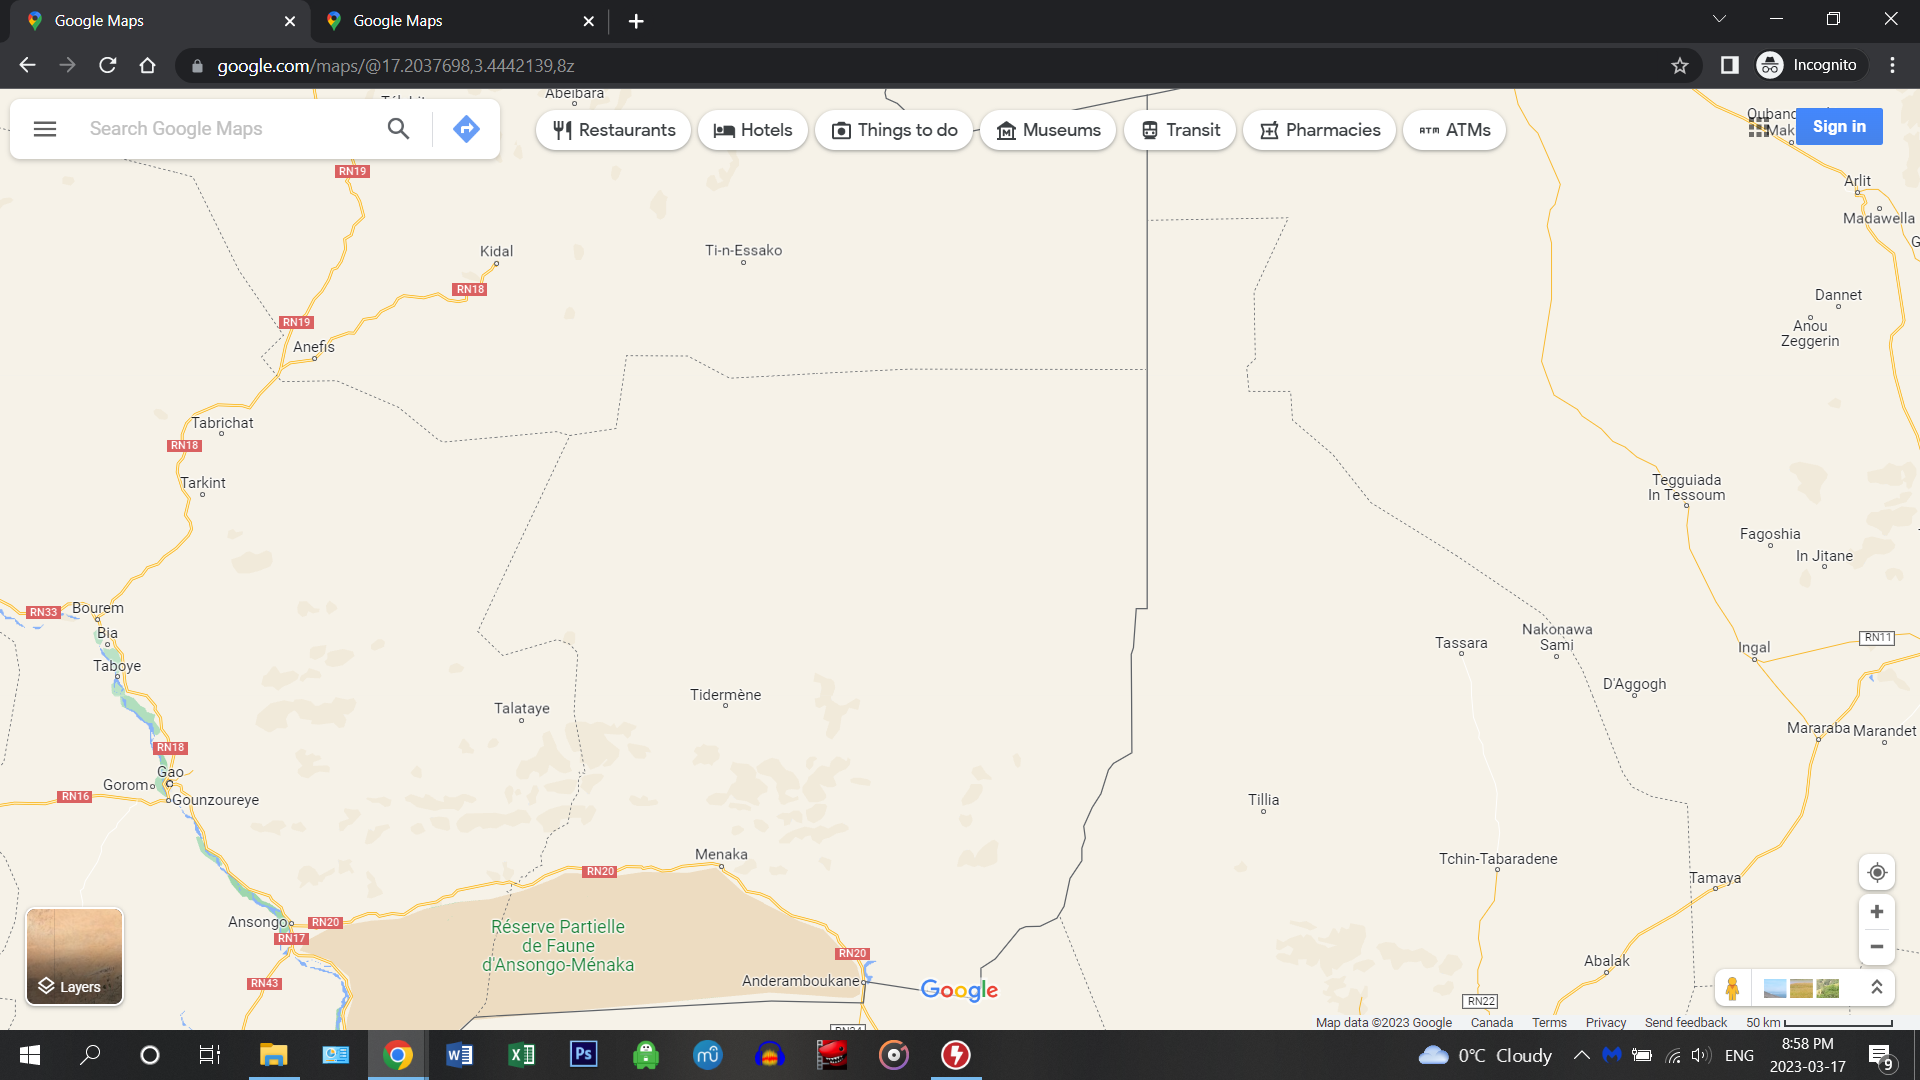 Google Maps
Google Maps
google.com/maps/@17.2037698,3.4442139,8z
Incognito
Search Google Maps
Restaurants
Hotels
Things to do
Museums
Transit
Pharmacies
ATMs
Sign in
Abeibara
RN19
Arlit
Madawella
Kidal
Ti-n-Essako
RN18
Dannet
RN19
Anou
Zeggerin
Anefis
Tabrichat
RN18
Tarkint
Tegguiada
In Tessoum
Fagoshia
In Jitane
RN33
Bourem
Bia
Taboye
Tassara
Nakonawa
Sami
Ingal
RN11
D'Aggogh
Talataye
Tidermène
Mararaba
Marandet
RN18
Gao
Gorom
RN16
Gounzoureye
Tillia
Menaka
RN20
Tchin-Tabaradene
Tamaya
Ansongo
RN20
RN17
Réserve Partielle
de Faune
d'Ansongo-Ménaka
RN20
RN43
Anderamboukane
Abalak
RN22
Layers
Google
Map data ©2023 Google
Canada
Terms
Privacy
Send feedback
50 km
0°C Cloudy
ENG
8:58 PM
2023-03-17
9